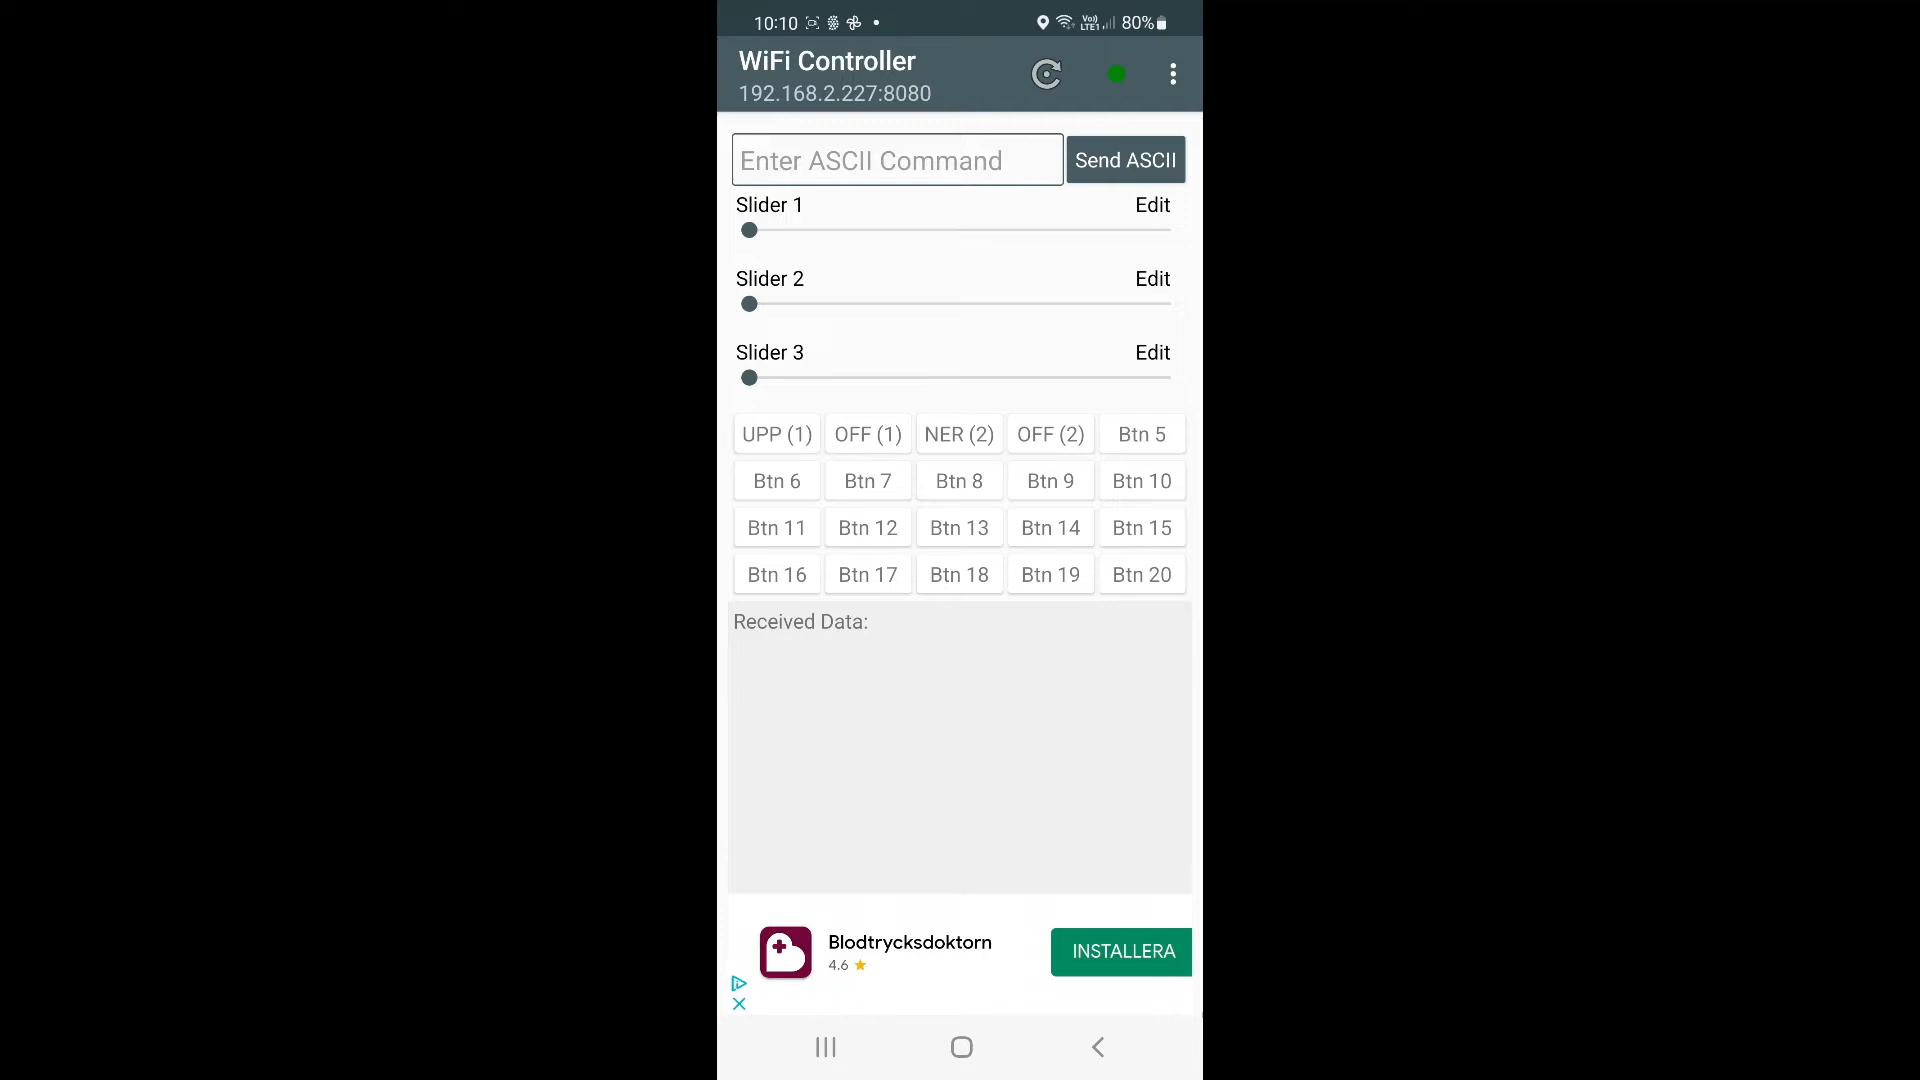 10:10 80%
WiFi Controller
192.168.2.227:8080
Enter ASCII Command Send ASCII
Slider 1 Edit
Slider 2 Edit
Slider 3 Edit
UPP (1) OFF (1) NER (2) OFF (2) Btn 5
Btn 6 Btn 7 Btn 8 Btn 9 Btn 10
Btn 11 Btn 12 Btn 13 Btn 14 Btn 15
Btn 16 Btn 17 Btn 18 Btn 19 Btn 20
Received Data:
Blodtrycksdoktorn
4.6
INSTALLERA